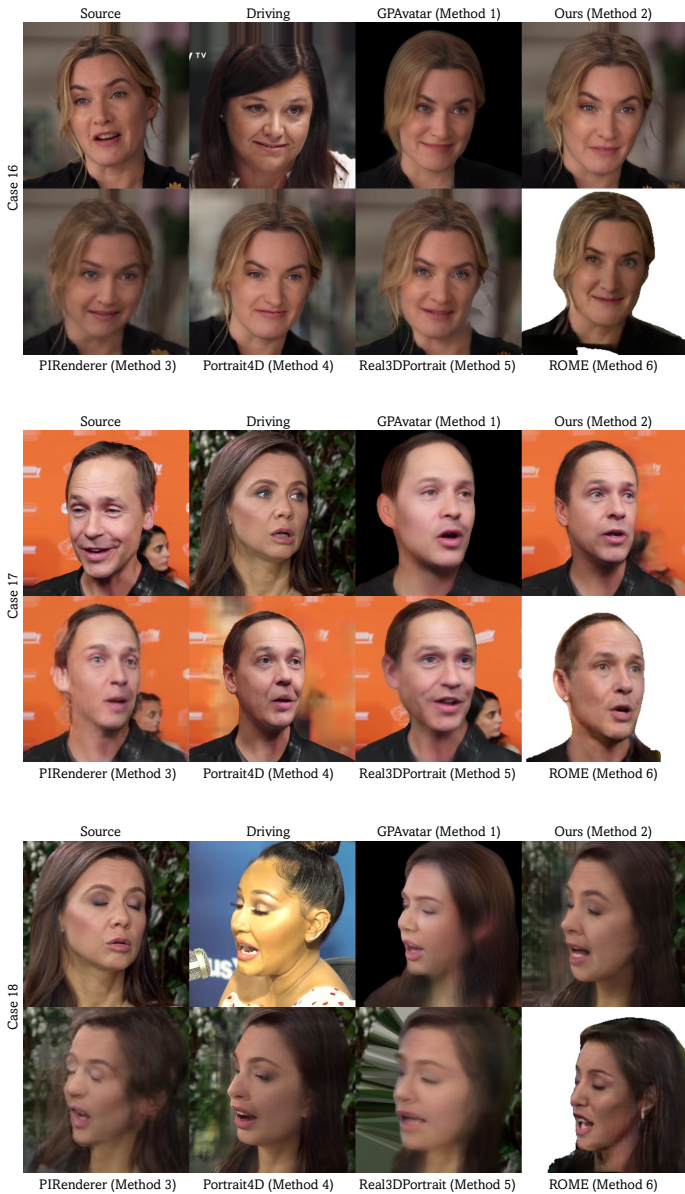 Source Driving GPAvatar (Method 1) Ours (Method 2)
TV
Case 16
PIRenderer (Method 3) Portrait4D (Method 4) Real3DPortrait (Method 5) ROME (Method 6)
Source Driving GPAvatar (Method 1) Ours (Method 2)
Case 17
PIRenderer (Method 3) Portrait4D (Method 4) Real3DPortrait (Method 5) ROME (Method 6)
Source Driving GPAvatar (Method 1) Ours (Method 2)
Case 18
PIRenderer (Method 3) Portrait4D (Method 4) Real3DPortrait (Method 5) ROME (Method 6)